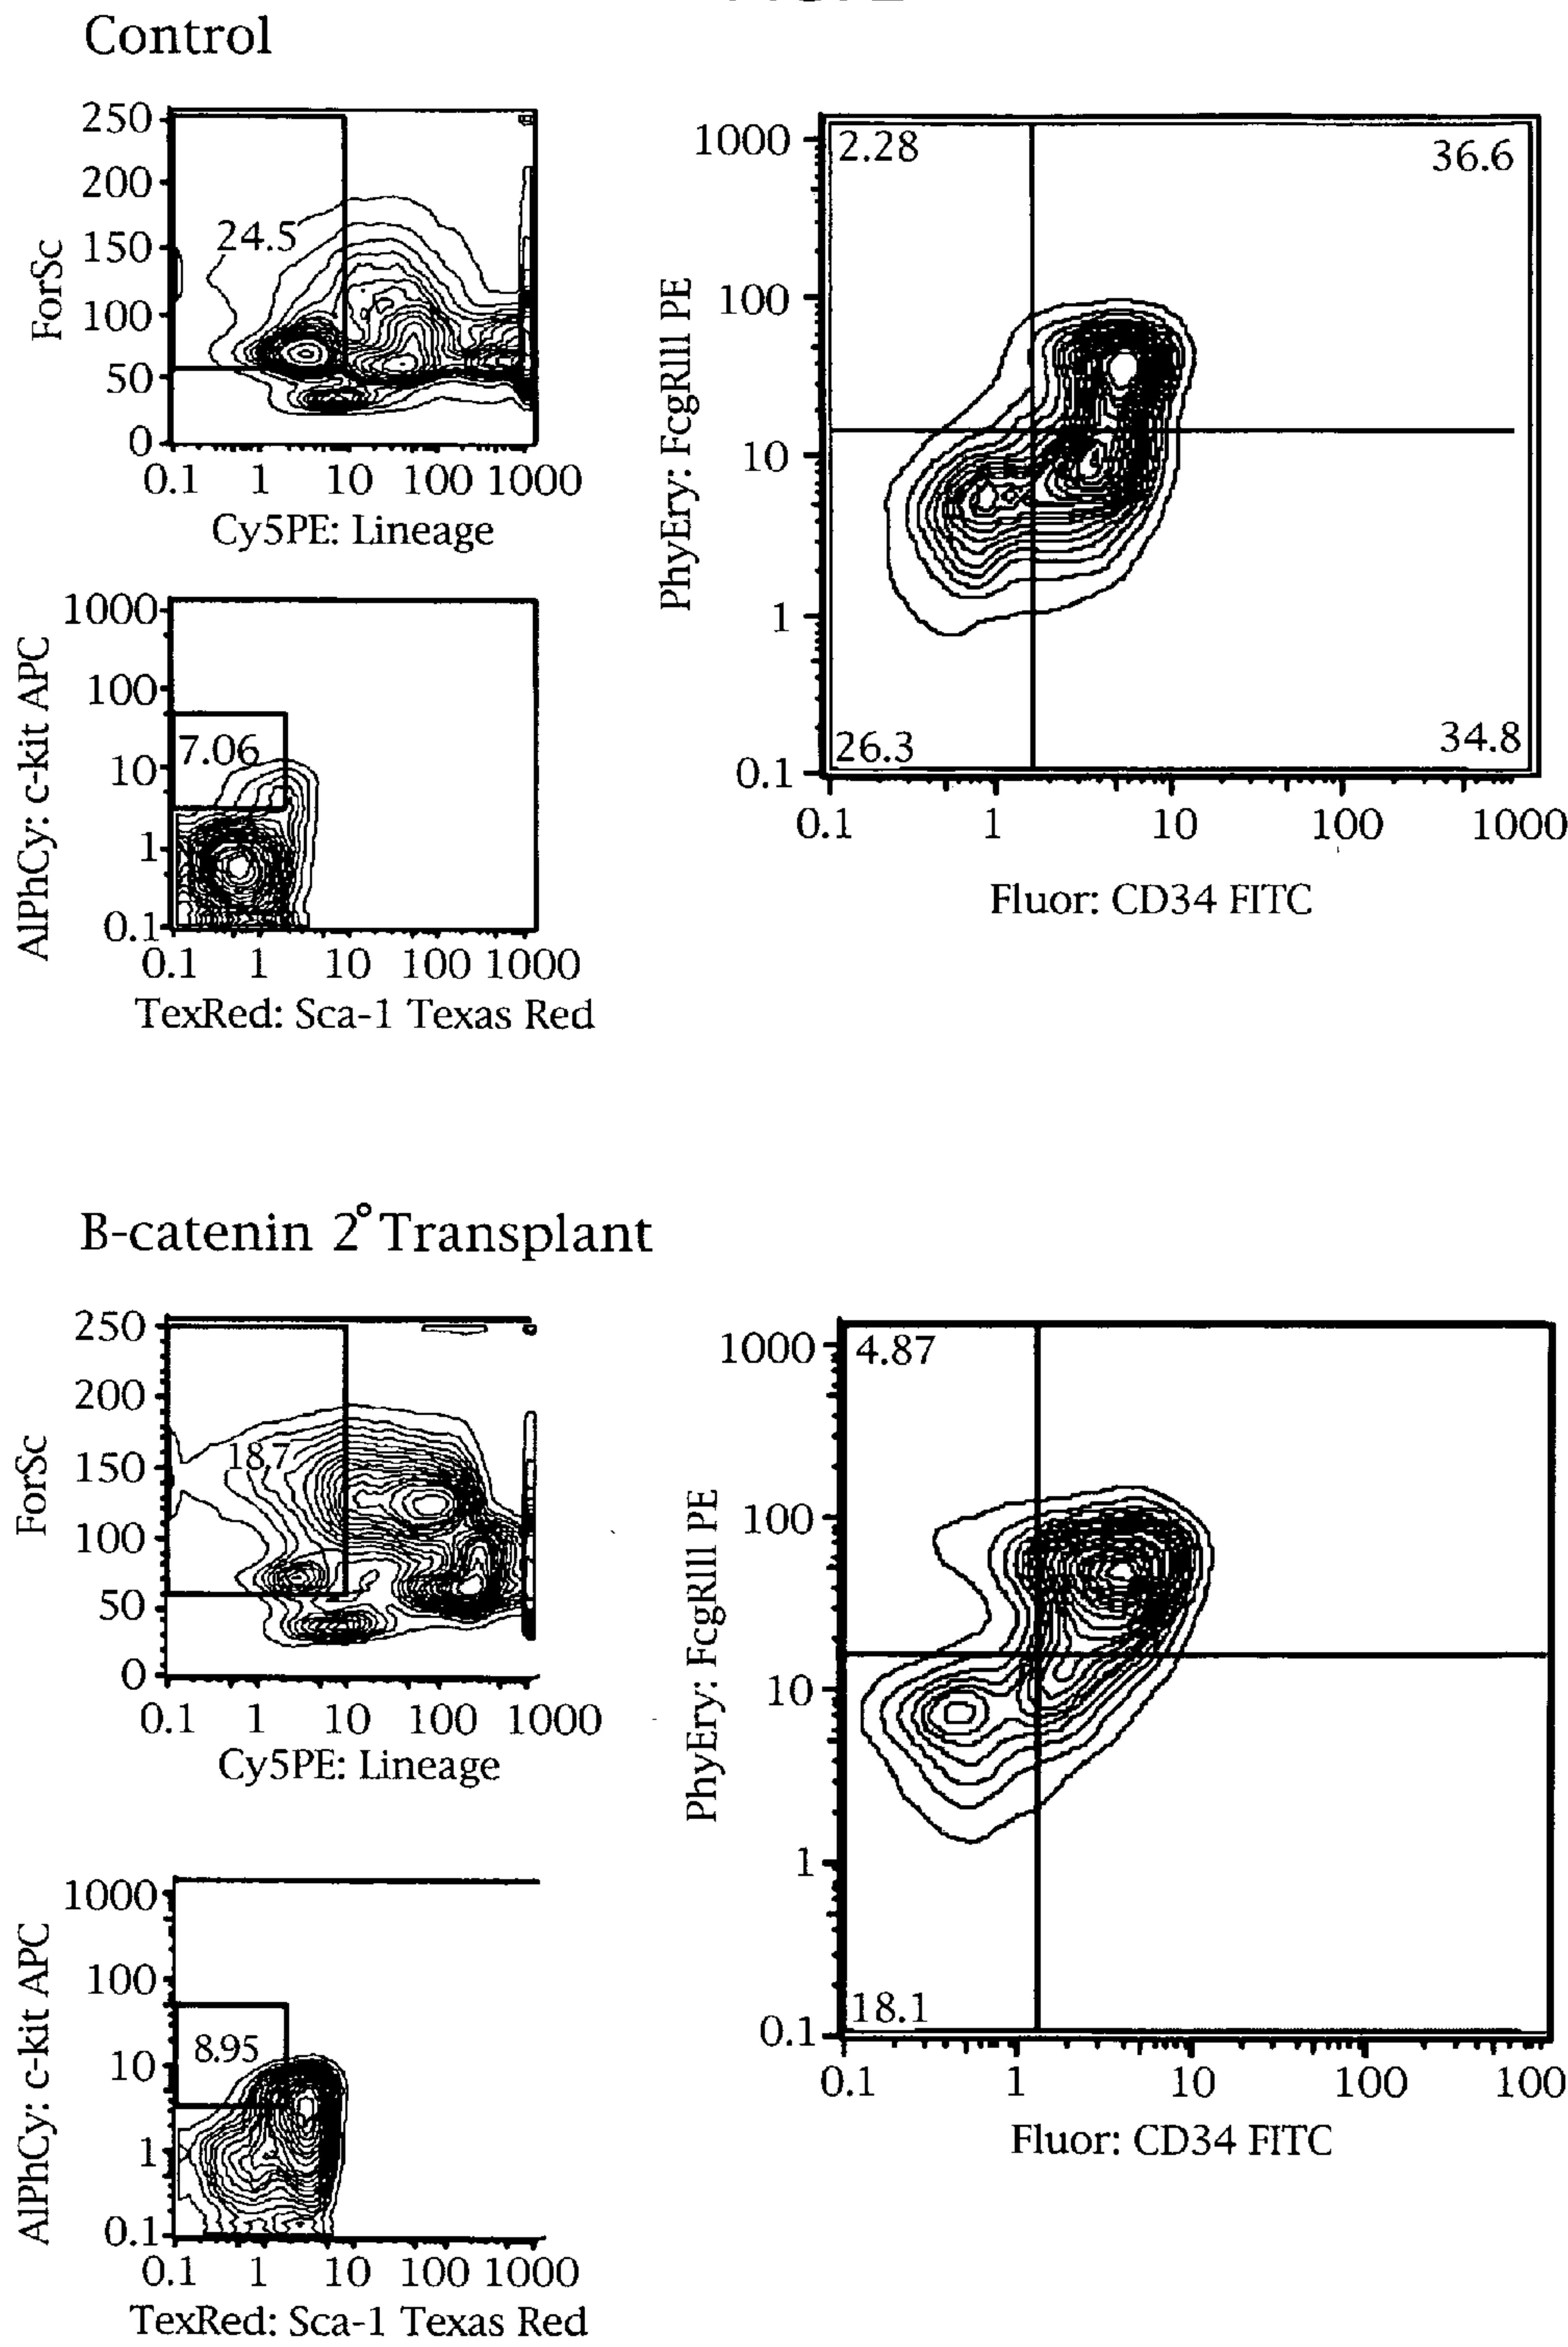 Control
250
200
150
100
50
0
ForSc
24.5
0.1 1 10 100 1000
Cy5PE: Lineage
1000
100
10
1
0.1
AlPhCy: c-kit APC
7.06
0.1 1 10 100 1000
TexRed: Sca-1 Texas Red
1000
100
10
1
0.1
PhyEry: FcgRlll PE
2.28
36.6
26.3
34.8
0.1 1 10 100 1000
Fluor: CD34 FITC
B-catenin 2° Transplant
250
200
150
100
50
0
ForSc
18.7
0.1 1 10 100 1000
Cy5PE: Lineage
1000
100
10
1
0.1
AlPhCy: c-kit APC
8.95
0.1 1 10 100 1000
TexRed: Sca-1 Texas Red
1000
100
10
1
0.1
PhyEry: FcgRlll PE
4.87
18.1
0.1 1 10 100 100
Fluor: CD34 FITC